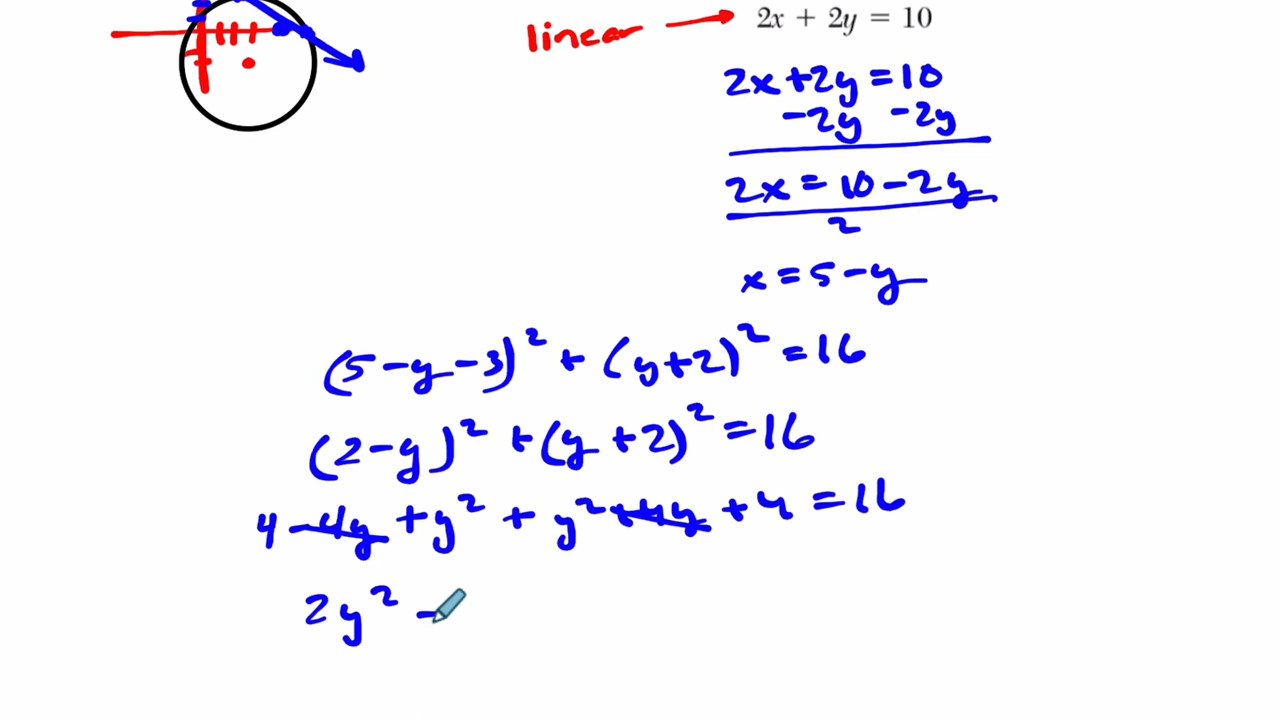 linear
2x + 2y = 10
2x+2y=10
-2y -2y
2x = 10-2y
2
x = 5-y
(5-y-3)² + (y+2)² = 16
(2-y)² + (y+2)² = 16
4 -4y + y² + y² +4y + 4 = 16
2y² -